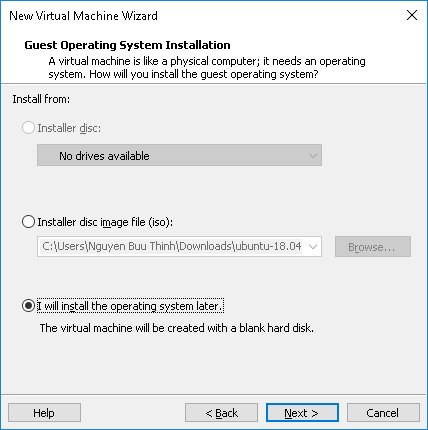 New Virtual Machine Wizard
Guest Operating System Installation
A virtual machine is like a physical computer; it needs an operating
system. How will you install the guest operating system?
Install from:
Installer disc:
No drives available
Installer disc image file (iso):
C:\Users\Nguyen Buu Thinh\Downloads\ubuntu-18.04
Browse...
I will install the operating system later.
The virtual machine will be created with a blank hard disk.
Help
< Back
Next >
Cancel